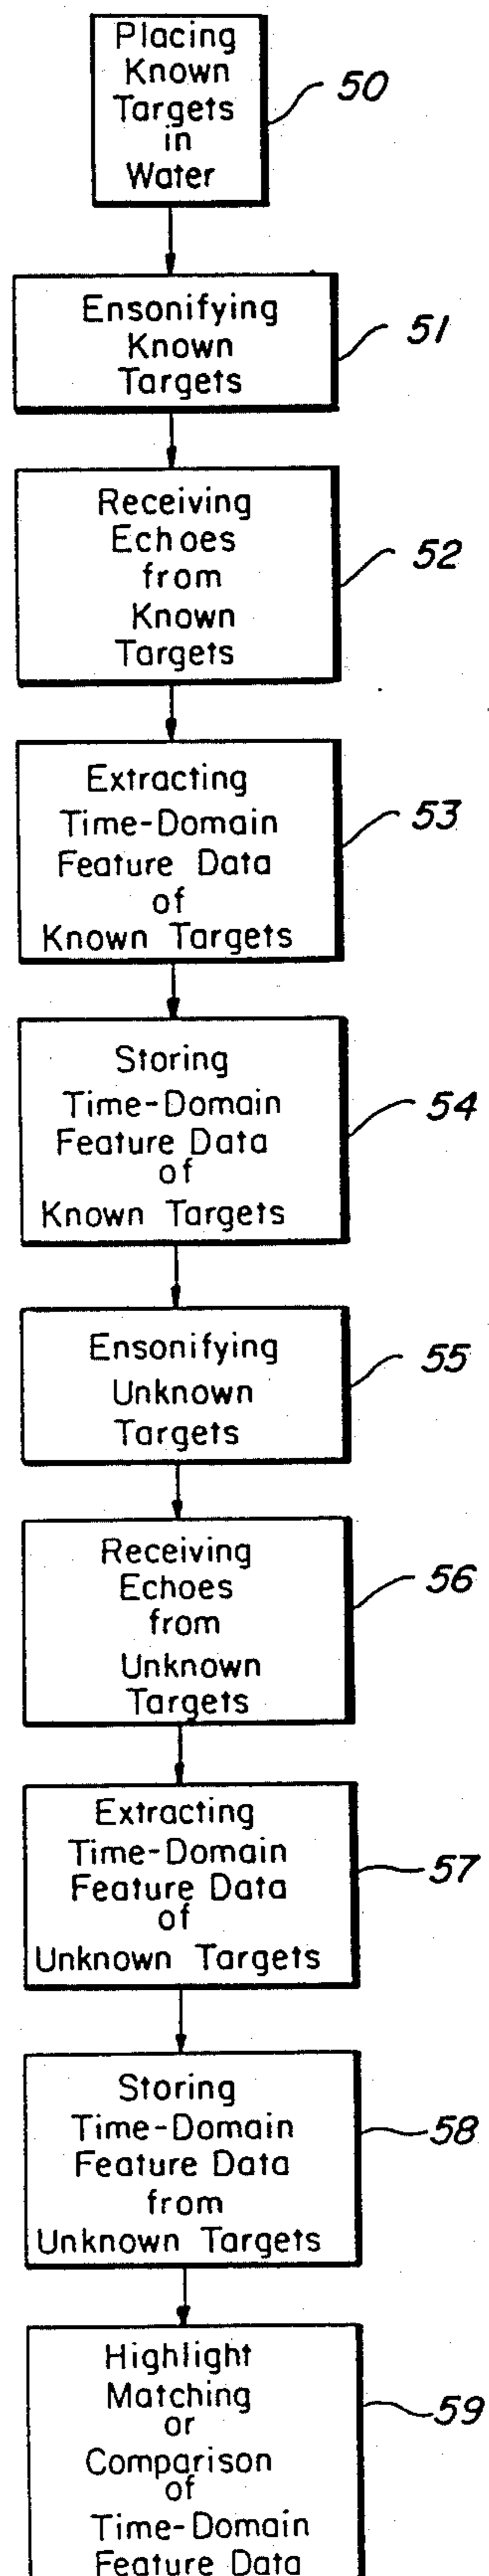 Placing
Known
Targets
in
Water
50
Ensonifying
Known
Targets
51
Receiving
Echoes
from
Known
Targets
52
Extracting
Time-Domain
Feature Data
of
Known Targets
53
Storing
Time-Domain
Feature Data
of
Known Targets
54
Ensonifying
Unknown
Targets
55
Receiving
Echoes
from
Unknown
Targets
56
Extracting
Time-Domain
Feature Data
of
Unknown Targets
57
Storing
Time-Domain
Feature Data
from
Unknown Targets
58
Highlight
Matching
or
Comparison
of
Time-Domain
Feature Data
59